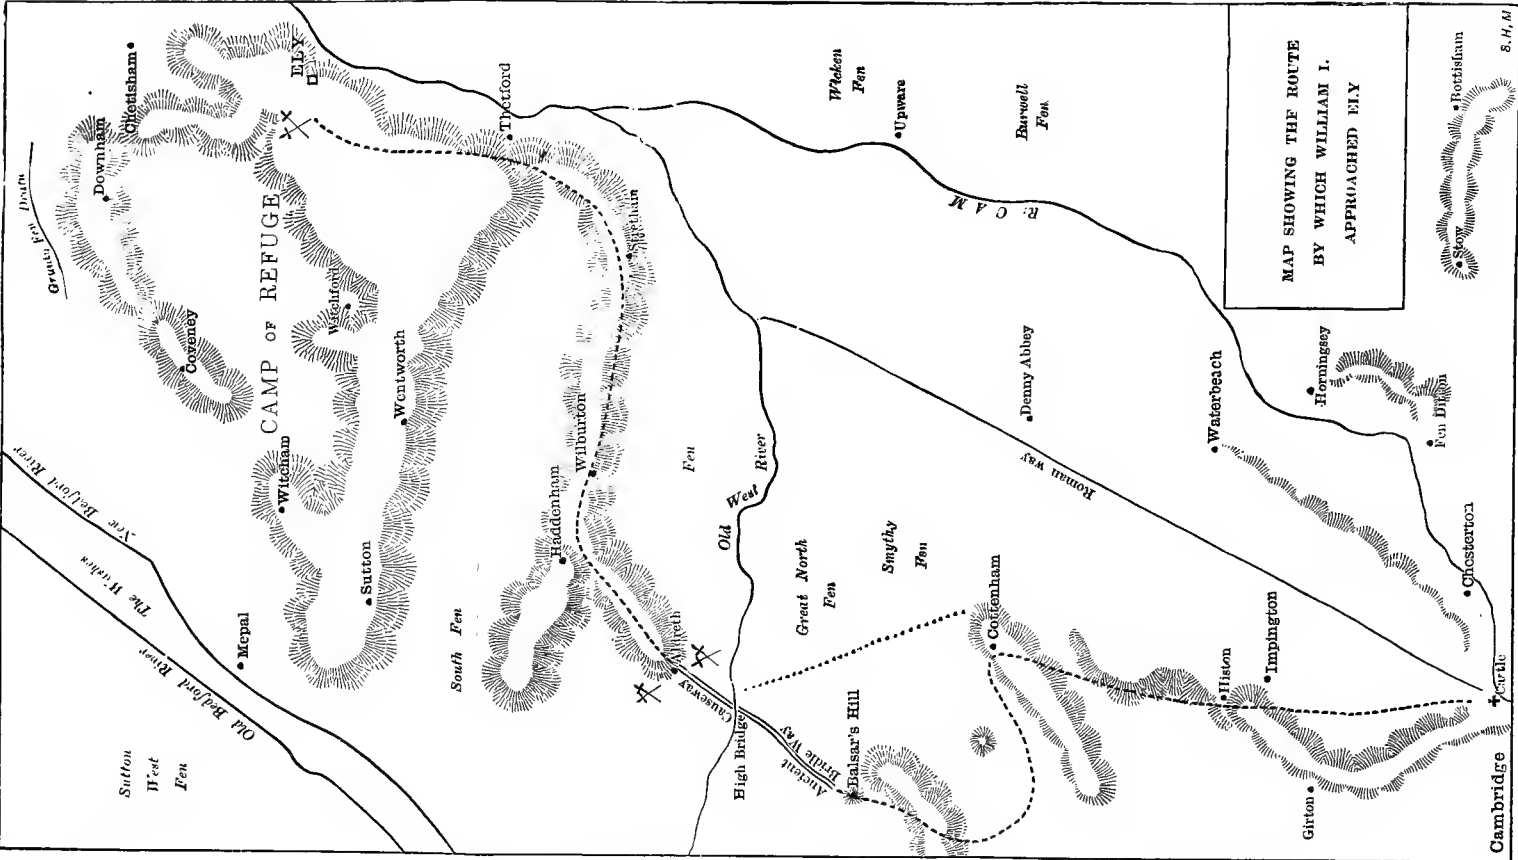 MAP SHOWING THE ROUTE
BY WHICH WILLIAM I.
APPROACHED ELY
Grunty Fen Drain
Downham
Chetisham
ELY
Coveney
CAMP OF REFUGE
Witchford
Witcham
Wentworth
Sutton
Mepal
New Bedford River
The Washes
Old Bedford River
Sutton
West
Fen
South Fen
Haddenham
Wilburton
Stretham
Thetford
Aldreth
Causeway
High Bridge
Ancient
Bridle Way
Balsar's Hill
Fen
Old West River
Great North
Fen
Smythy
Fen
Cottenham
Roman way
Denny Abbey
R. CAM
Wicken
Fen
Upware
Burwell
Fen
Waterbeach
Horningsey
Fen Ditton
Chesterton
Histon
Impington
Girton
Castle
Cambridge
Stow
Bottisham
S.H.M